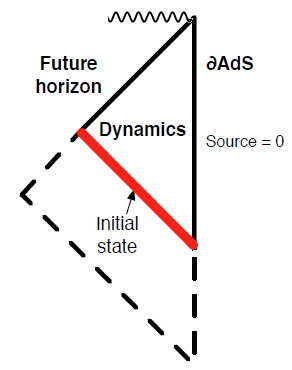 Future
horizon
∂AdS
Dynamics
Source = 0
Initial
state